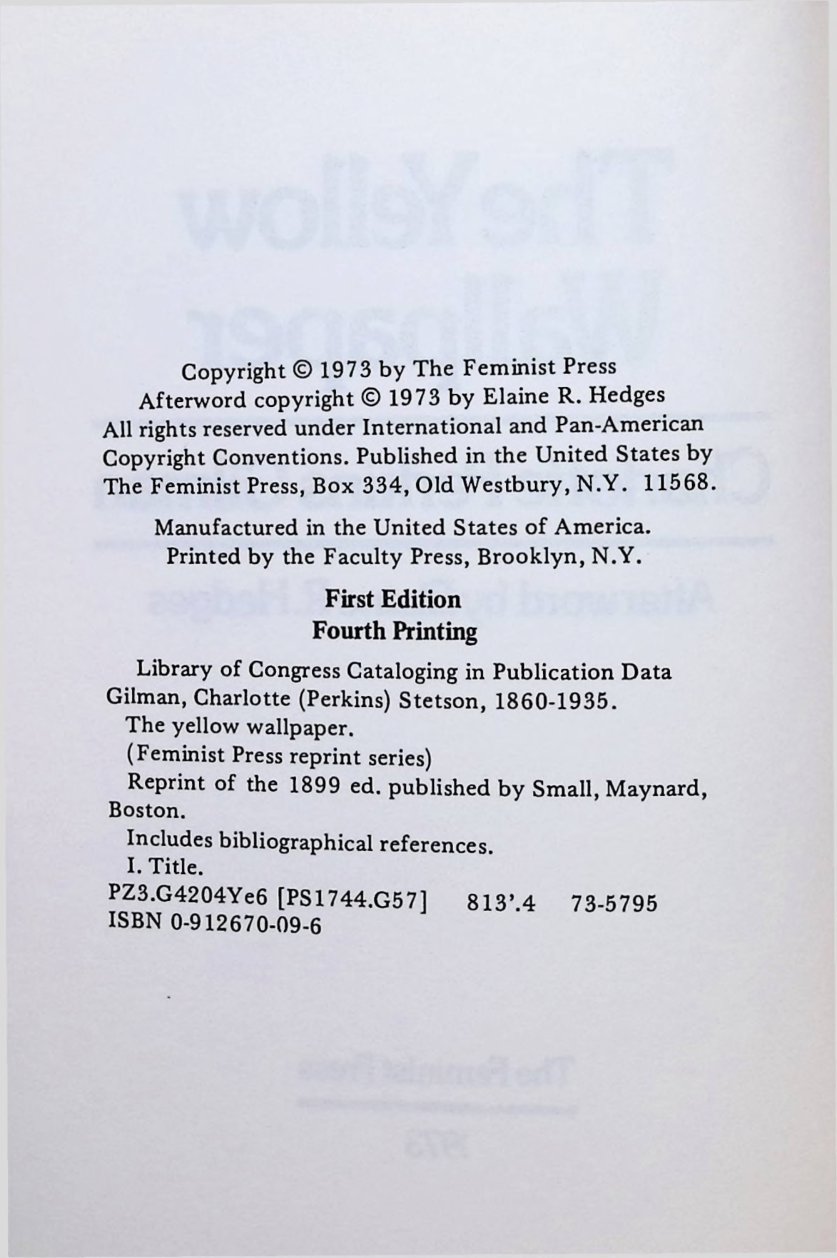 Copyright © 1973 by The Feminist Press
Afterword copyright © 1973 by Elaine R. Hedges
All rights reserved under International and Pan-American
Copyright Conventions. Published in the United States by
The Feminist Press, Box 334, Old Westbury, N.Y. 11568.
Manufactured in the United States of America.
Printed by the Faculty Press, Brooklyn, N.Y.
First Edition
Fourth Printing
Library of Congress Cataloging in Publication Data
Gilman, Charlotte (Perkins) Stetson, 1860-1935.
The yellow wallpaper.
(Feminist Press reprint series)
Reprint of the 1899 ed. published by Small, Maynard,
Boston.
Includes bibliographical references.
I. Title.
PZ3.G4204Ye6 [PS1744.G57] 813'.4 73-5795
ISBN 0-912670-09-6